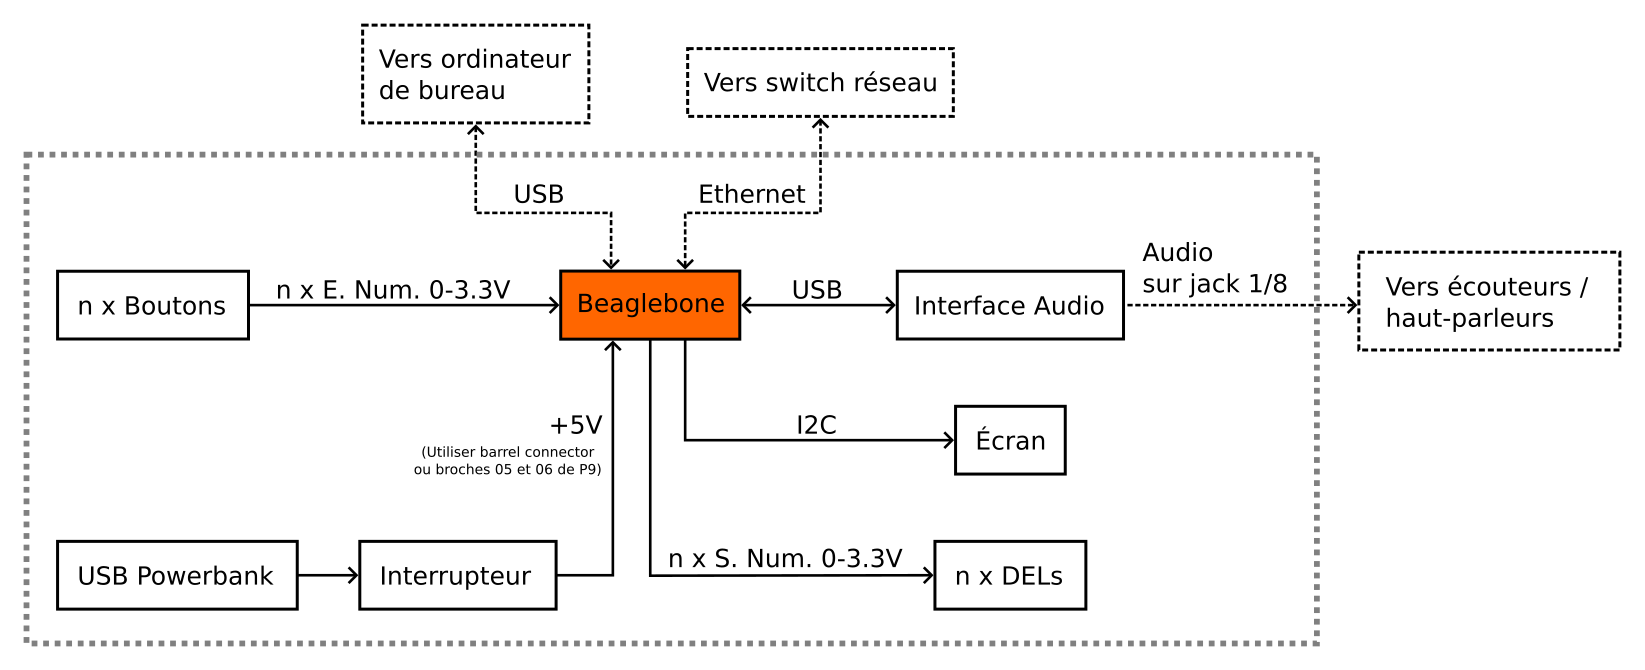 Vers ordinateur
de bureau
Vers switch réseau
USB
Ethernet
n x Boutons
n x E. Num. 0-3.3V
Beaglebone
USB
Interface Audio
Audio
sur jack 1/8
Vers écouteurs /
haut-parleurs
+5V
(Utiliser barrel connector
ou broches 05 et 06 de P9)
I2C
Écran
USB Powerbank
Interrupteur
n x S. Num. 0-3.3V
n x DELs